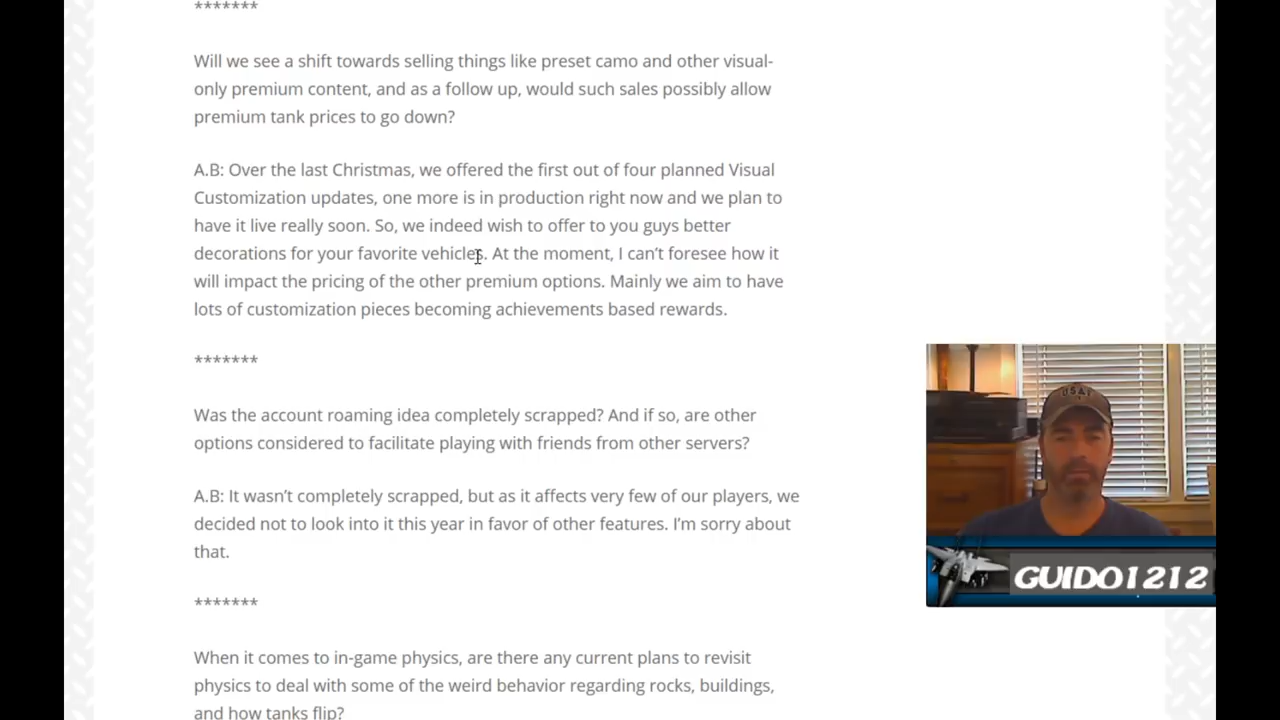 *******
Will we see a shift towards selling things like preset camo and other visual-
only premium content, and as a follow up, would such sales possibly allow
premium tank prices to go down?
A.B: Over the last Christmas, we offered the first out of four planned Visual
Customization updates, one more is in production right now and we plan to
have it live really soon. So, we indeed wish to offer to you guys better
decorations for your favorite vehicles. At the moment, I can’t foresee how it
will impact the pricing of the other premium options. Mainly we aim to have
lots of customization pieces becoming achievements based rewards.
*******
Was the account roaming idea completely scrapped? And if so, are other
options considered to facilitate playing with friends from other servers?
A.B: It wasn’t completely scrapped, but as it affects very few of our players, we
decided not to look into it this year in favor of other features. I’m sorry about
that.
*******
When it comes to in-game physics, are there any current plans to revisit
physics to deal with some of the weird behavior regarding rocks, buildings,
and how tanks flip?
GUIDO1212